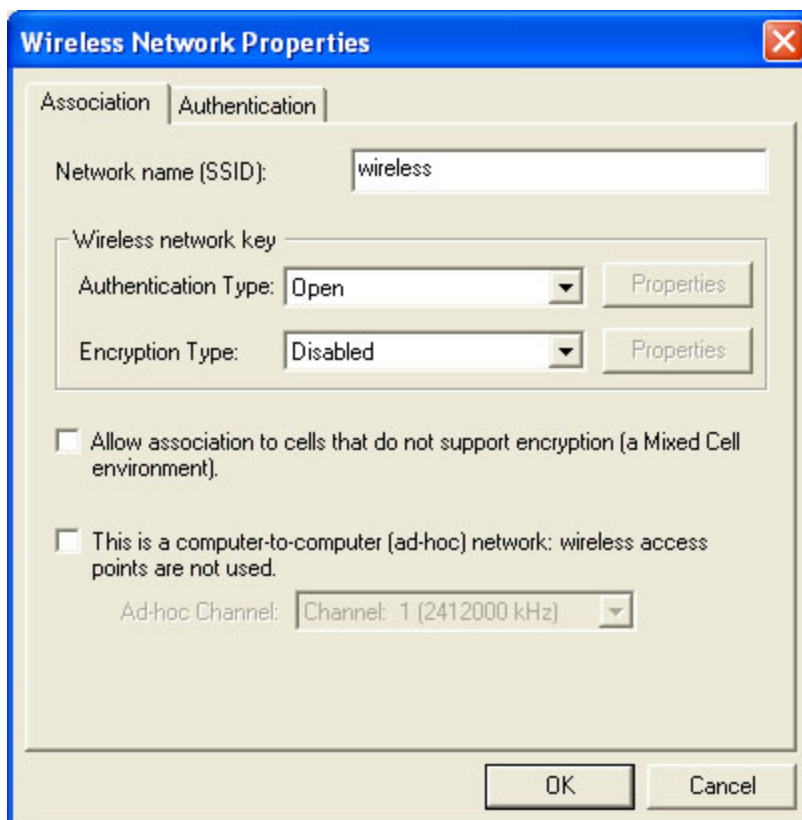 Wireless Network Properties
Association Authentication
Network name (SSID): wireless
Wireless network key
Authentication Type: Open Properties
Encryption Type: Disabled Properties
Allow association to cells that do not support encryption (a Mixed Cell
environment).
This is a computer-to-computer (ad-hoc) network: wireless access
points are not used.
Ad-hoc Channel: Channel: 1 (2412000 kHz)
OK Cancel